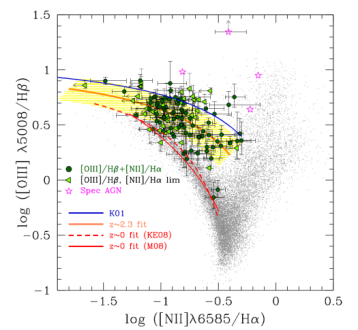 1.5
1
0.5
0
−0.5
−1
log ([OIII] λ5008/Hβ)
[OIII]/Hβ+[NII]/Hα
[OIII]/Hβ, [NII]/Hα lim
Spec AGN
K01
z~2.3 fit
z~0 fit (KE08)
z~0 fit (M08)
−1.5
−1
−0.5
0
log ([NII]λ6585/Hα)